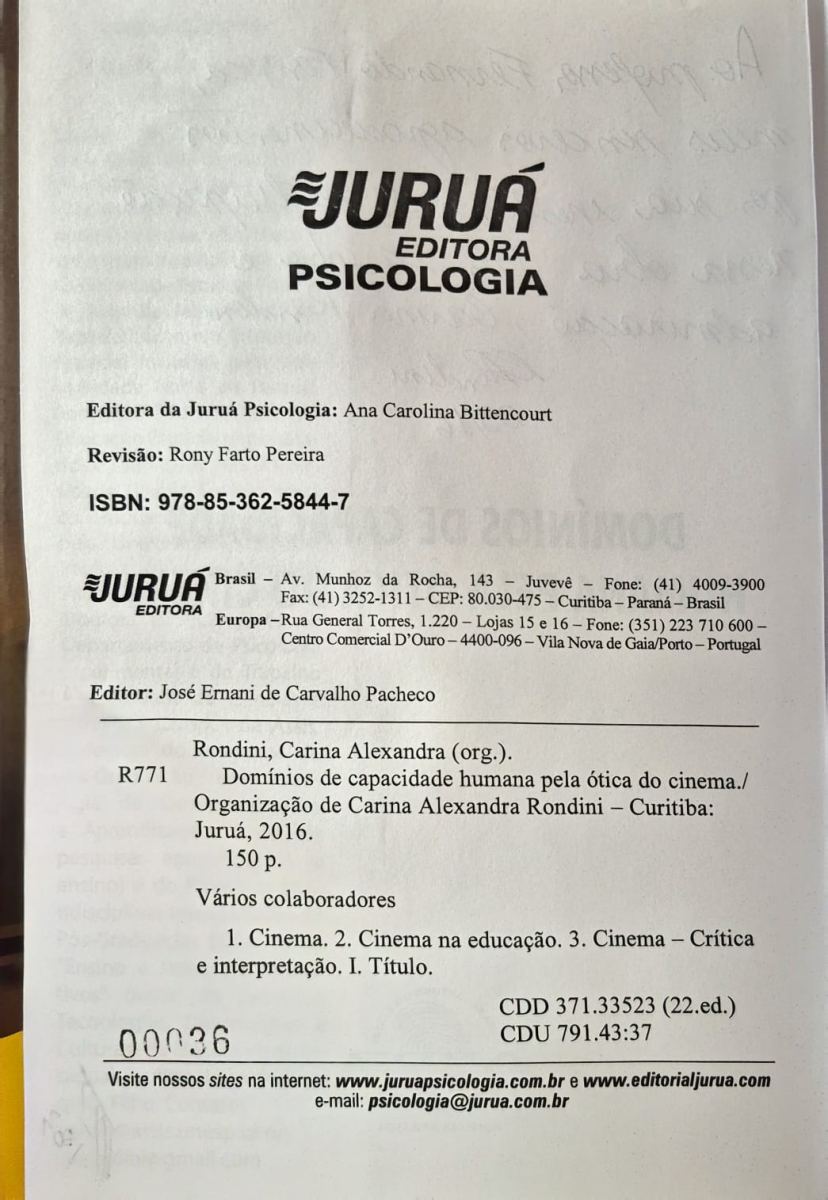 JURUÁ
EDITORA
PSICOLOGIA
Editora da Juruá Psicologia: Ana Carolina Bittencourt
Revisão: Rony Farto Pereira
ISBN: 978-85-362-5844-7
JURUÁ
EDITORA
Brasil – Av. Munhoz da Rocha, 143 – Juvevê – Fone: (41) 4009-3900
Fax: (41) 3252-1311 – CEP: 80.030-475 – Curitiba – Paraná – Brasil
Europa – Rua General Torres, 1.220 – Lojas 15 e 16 – Fone: (351) 223 710 600 –
Centro Comercial D'Ouro – 4400-096 – Vila Nova de Gaia/Porto – Portugal
Editor: José Ernani de Carvalho Pacheco
Rondini, Carina Alexandra (org.).
R771 Domínios de capacidade humana pela ótica do cinema./
Organização de Carina Alexandra Rondini – Curitiba:
Juruá, 2016.
150 p.
Vários colaboradores
1. Cinema. 2. Cinema na educação. 3. Cinema – Crítica
e interpretação. I. Título.
CDD 371.33523 (22.ed.)
CDU 791.43:37
00036
Visite nossos sites na internet: www.juruapsicologia.com.br e www.editorialjurua.com
e-mail: psicologia@jurua.com.br